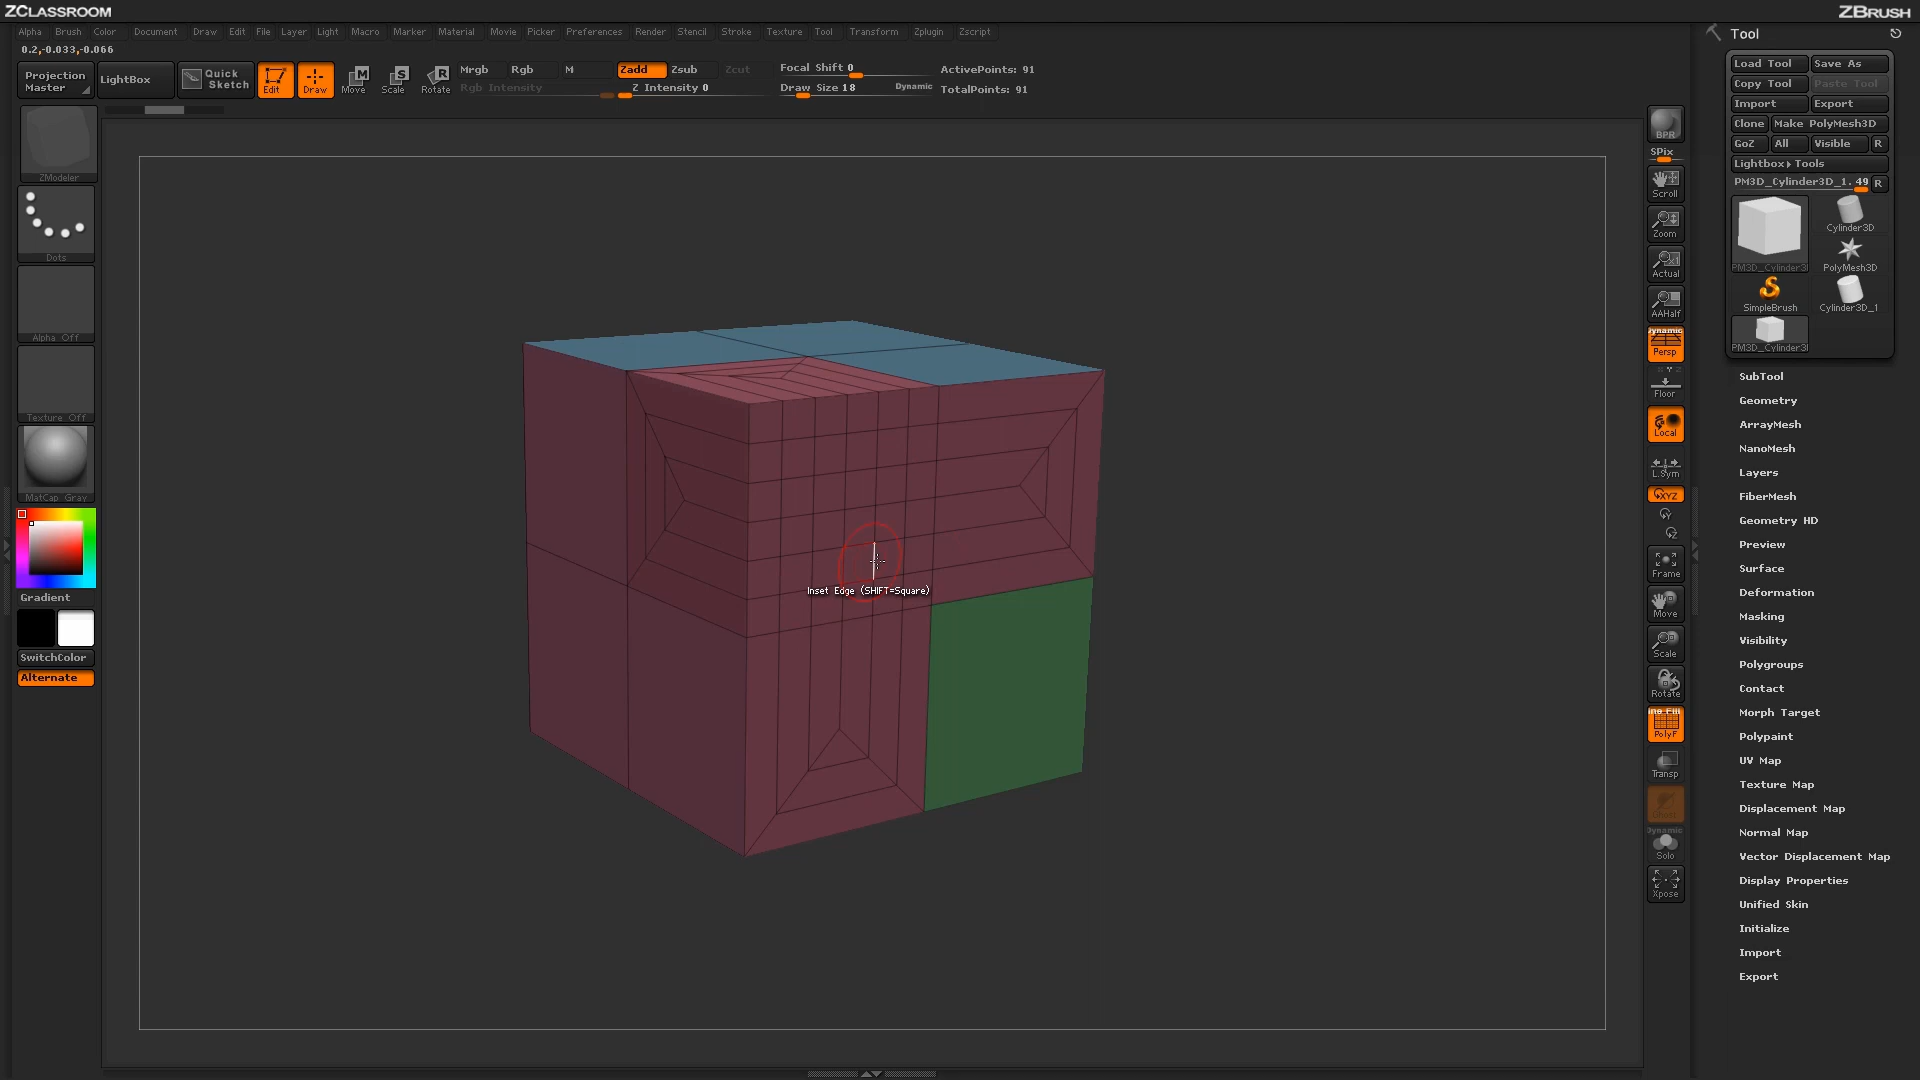 ZCLASSROOM
ZBRUSH
Alpha Brush Color Document Draw Edit File Layer Light Macro Marker Material Movie Picker Preferences Render Stencil Stroke Texture Tool Transform Zplugin Zscript
0.2,-0.033,-0.066
Projection
Master
LightBox
Quick
Sketch
Edit
Draw
Move
Scale
Rotate
Mrgb Rgb M
Rgb Intensity
Zadd Zsub Zcut
Z Intensity 0
Focal Shift 0
Draw Size 18
Dynamic
ActivePoints: 91
TotalPoints: 91
ZModeler
Dots
Alpha Off
Texture Off
MatCap Gray
Gradient
SwitchColor
Alternate
Inset Edge (SHIFT=Square)
BPR
SPix
Scroll
Zoom
Actual
AAHalf
Dynamic
Persp
Floor
Local
L.Sym
XYZ
Y
Z
Frame
Move
Scale
Rotate
Line Fill
PolyF
Transp
Dynamic
Solo
Xpose
Tool
Load Tool Save As
Copy Tool Paste Tool
Import Export
Clone Make PolyMesh3D
GoZ All Visible R
Lightbox▸Tools
PM3D_Cylinder3D_1. 49 R
PM3D_Cylinder3I
Cylinder3D
PolyMesh3D
SimpleBrush
Cylinder3D_1
PM3D_Cylinder3I
SubTool
Geometry
ArrayMesh
NanoMesh
Layers
FiberMesh
Geometry HD
Preview
Surface
Deformation
Masking
Visibility
Polygroups
Contact
Morph Target
Polypaint
UV Map
Texture Map
Displacement Map
Normal Map
Vector Displacement Map
Display Properties
Unified Skin
Initialize
Import
Export